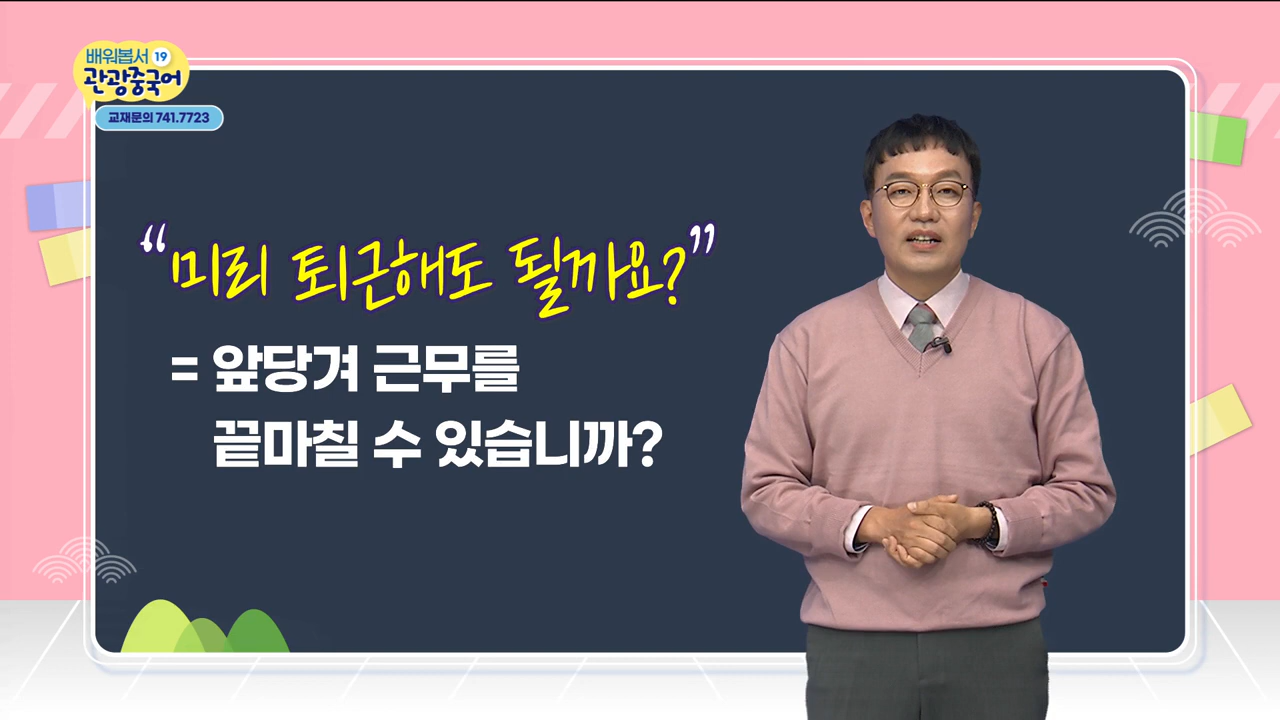 배워봅서 19
관광중국어
교재문의 741.7723
“미리 퇴근해도 될까요?”
= 앞당겨 근무를
끝마칠 수 있습니까?